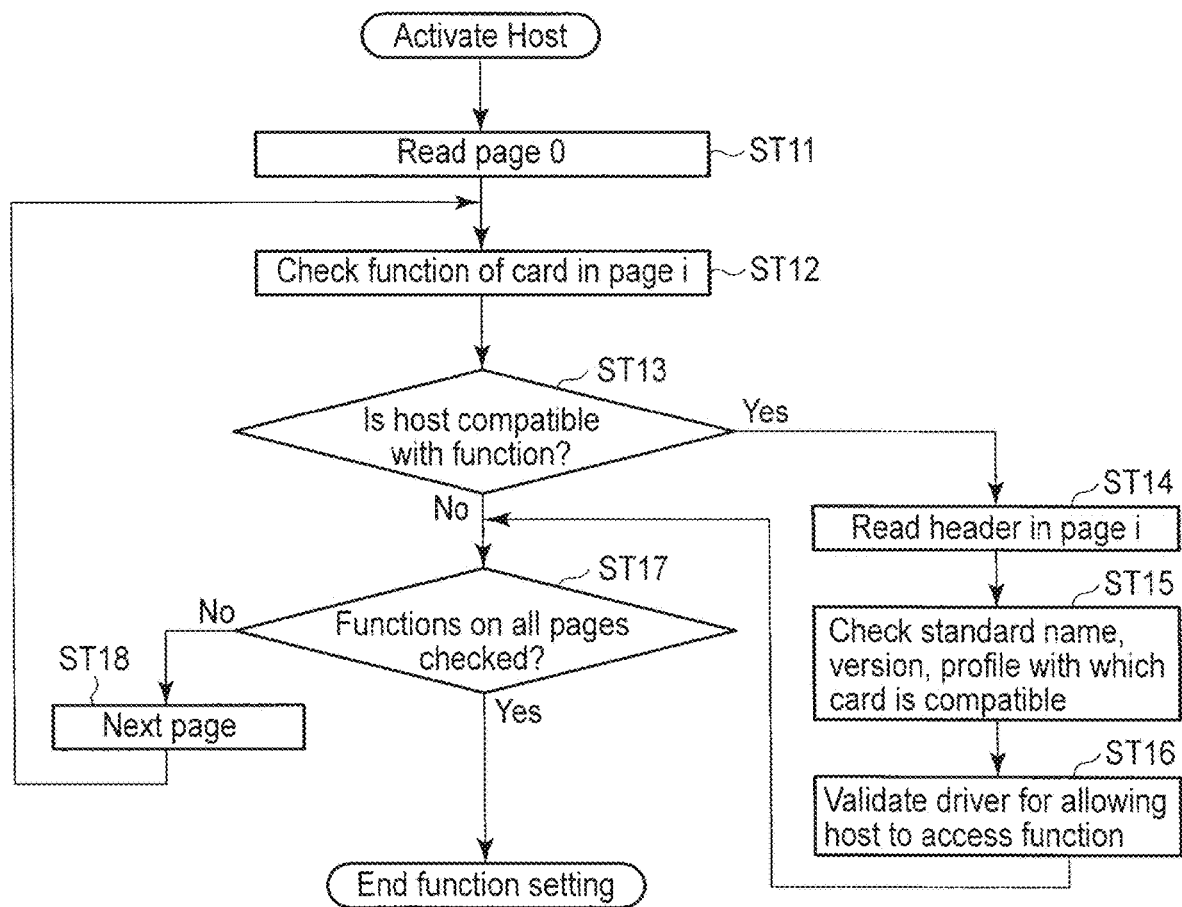 Activate Host
Read page 0
ST11
Check function of card in page i
ST12
ST13
Is host compatible
with function?
Yes
No
ST14
Read header in page i
ST15
Check standard name,
version, profile with which
card is compatible
ST16
Validate driver for allowing
host to access function
ST17
Functions on all pages
checked?
No
Yes
ST18
Next page
End function setting